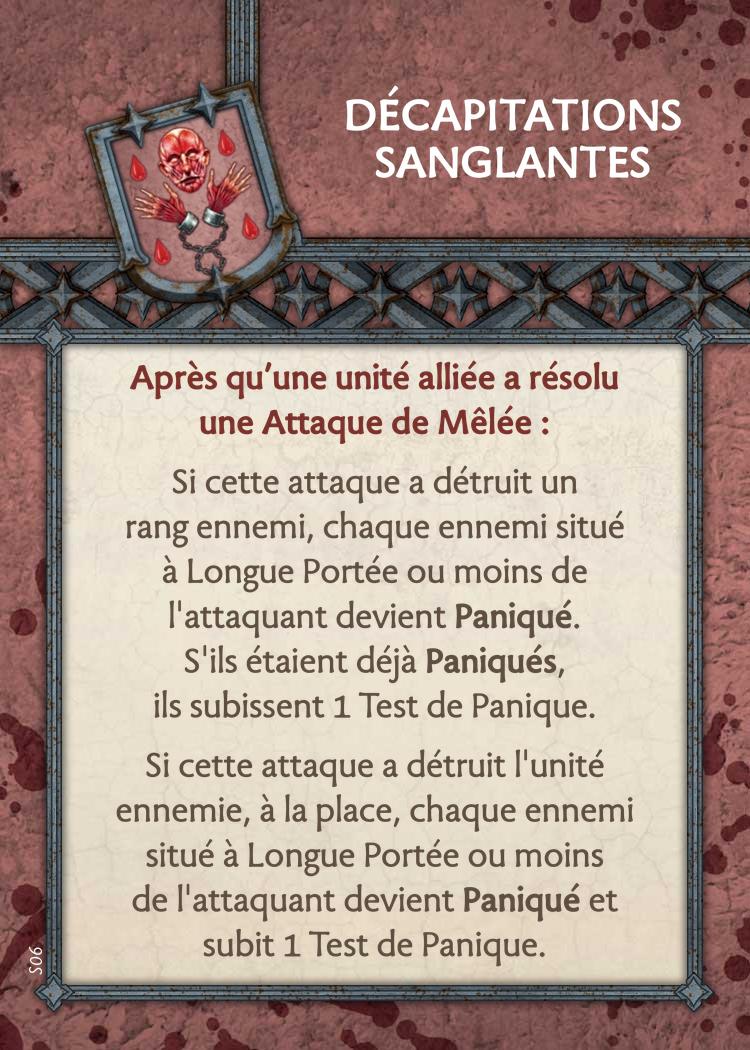 DÉCAPITATIONS
SANGLANTES
Après qu’une unité alliée a résolu
une Attaque de Mêlée :
Si cette attaque a détruit un
rang ennemi, chaque ennemi situé
à Longue Portée ou moins de
l'attaquant devient Paniqué.
S'ils étaient déjà Paniqués,
ils subissent 1 Test de Panique.
Si cette attaque a détruit l'unité
ennemie, à la place, chaque ennemi
situé à Longue Portée ou moins
de l'attaquant devient Paniqué et
subit 1 Test de Panique.
S06